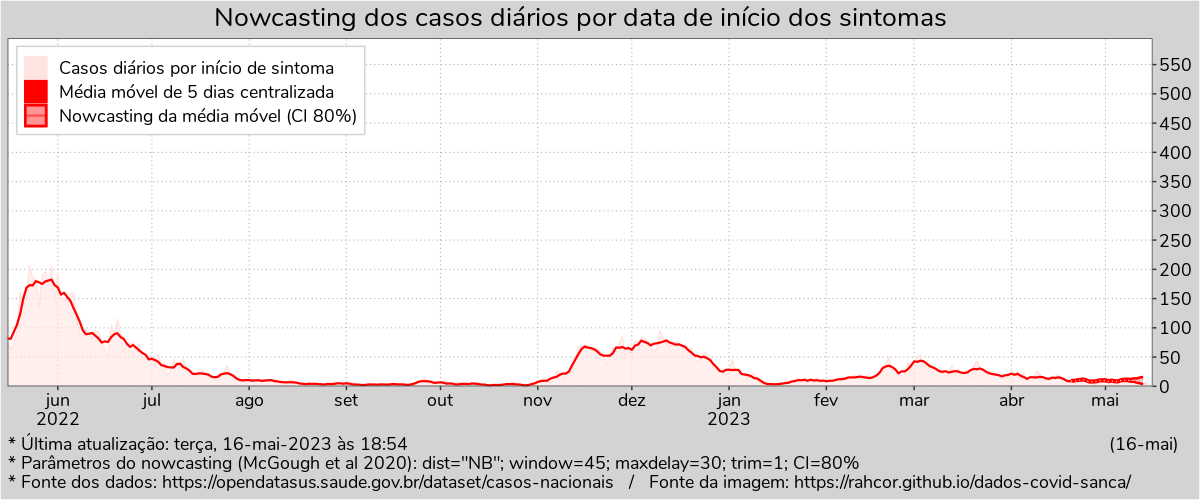 Nowcasting dos casos diários por data de início dos sintomas
Casos diários por início de sintoma
Média móvel de 5 dias centralizada
Nowcasting da média móvel (CI 80%)
550
500
450
400
350
300
250
200
150
100
50
0
jun jul ago set out nov dez jan fev mar abr mai
2022 2023
* Última atualização: terça, 16-mai-2023 às 18:54 (16-mai)
* Parâmetros do nowcasting (McGough et al 2020): dist="NB"; window=45; maxdelay=30; trim=1; CI=80%
* Fonte dos dados: https://opendatasus.saude.gov.br/dataset/casos-nacionais / Fonte da imagem: https://rahcor.github.io/dados-covid-sanca/